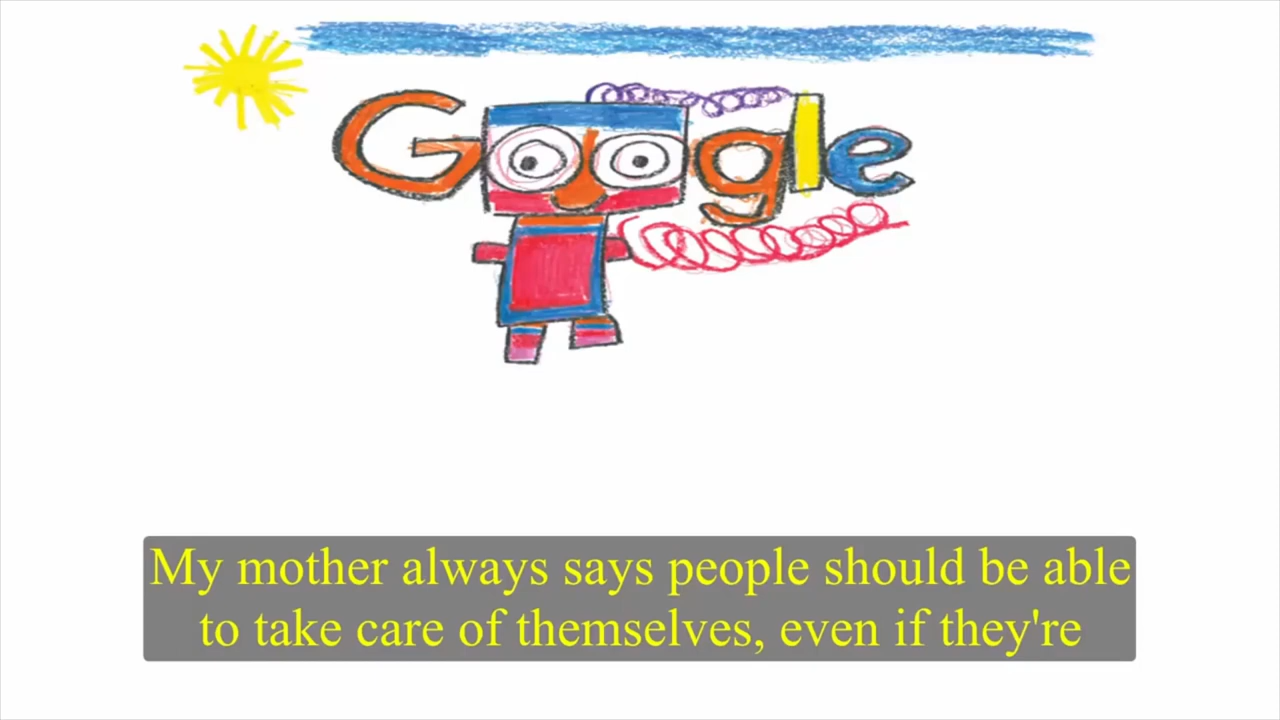 Google
My mother always says people should be able
to take care of themselves, even if they're